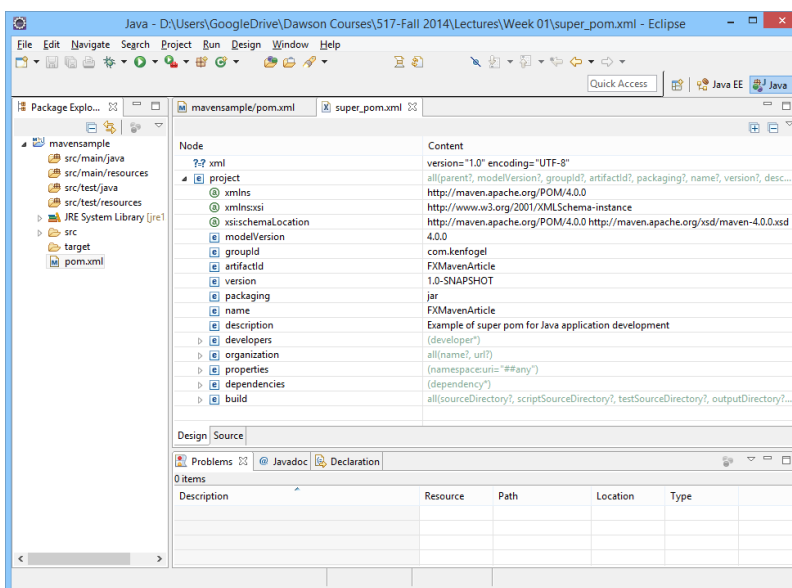 Java - D:\Users\GoogleDrive\Dawson Courses\517-Fall 2014\Lectures\Week 01\super_pom.xml - Eclipse
File Edit Navigate Search Project Run Design Window Help
Quick Access Java EE Java
Package Explo...
mavensample/pom.xml super_pom.xml
mavensample
src/main/java
src/main/resources
src/test/java
src/test/resources
JRE System Library [jre1
src
target
pom.xml
Node Content
?=? xml version="1.0" encoding="UTF-8"
project all(parent?, modelVersion?, groupId?, artifactId?, packaging?, name?, version?, desc...
xmlns http://maven.apache.org/POM/4.0.0
xmlns:xsi http://www.w3.org/2001/XMLSchema-instance
xsi:schemaLocation http://maven.apache.org/POM/4.0.0 http://maven.apache.org/xsd/maven-4.0.0.xsd
modelVersion 4.0.0
groupId com.kenfogel
artifactId FXMavenArticle
version 1.0-SNAPSHOT
packaging jar
name FXMavenArticle
description Example of super pom for Java application development
developers (developer*)
organization all(name?, url?)
properties (namespace:uri="##any")
dependencies (dependency*)
build all(sourceDirectory?, scriptSourceDirectory?, testSourceDirectory?, outputDirectory?...
Design Source
Problems @ Javadoc Declaration
0 items
Description Resource Path Location Type